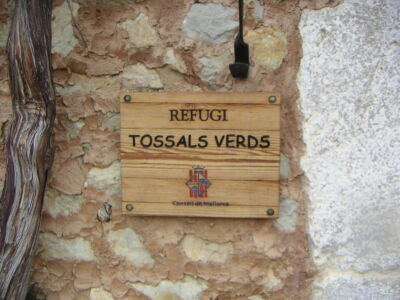 REFUGI
TOSSALS VERDS
Consell de Mallorca